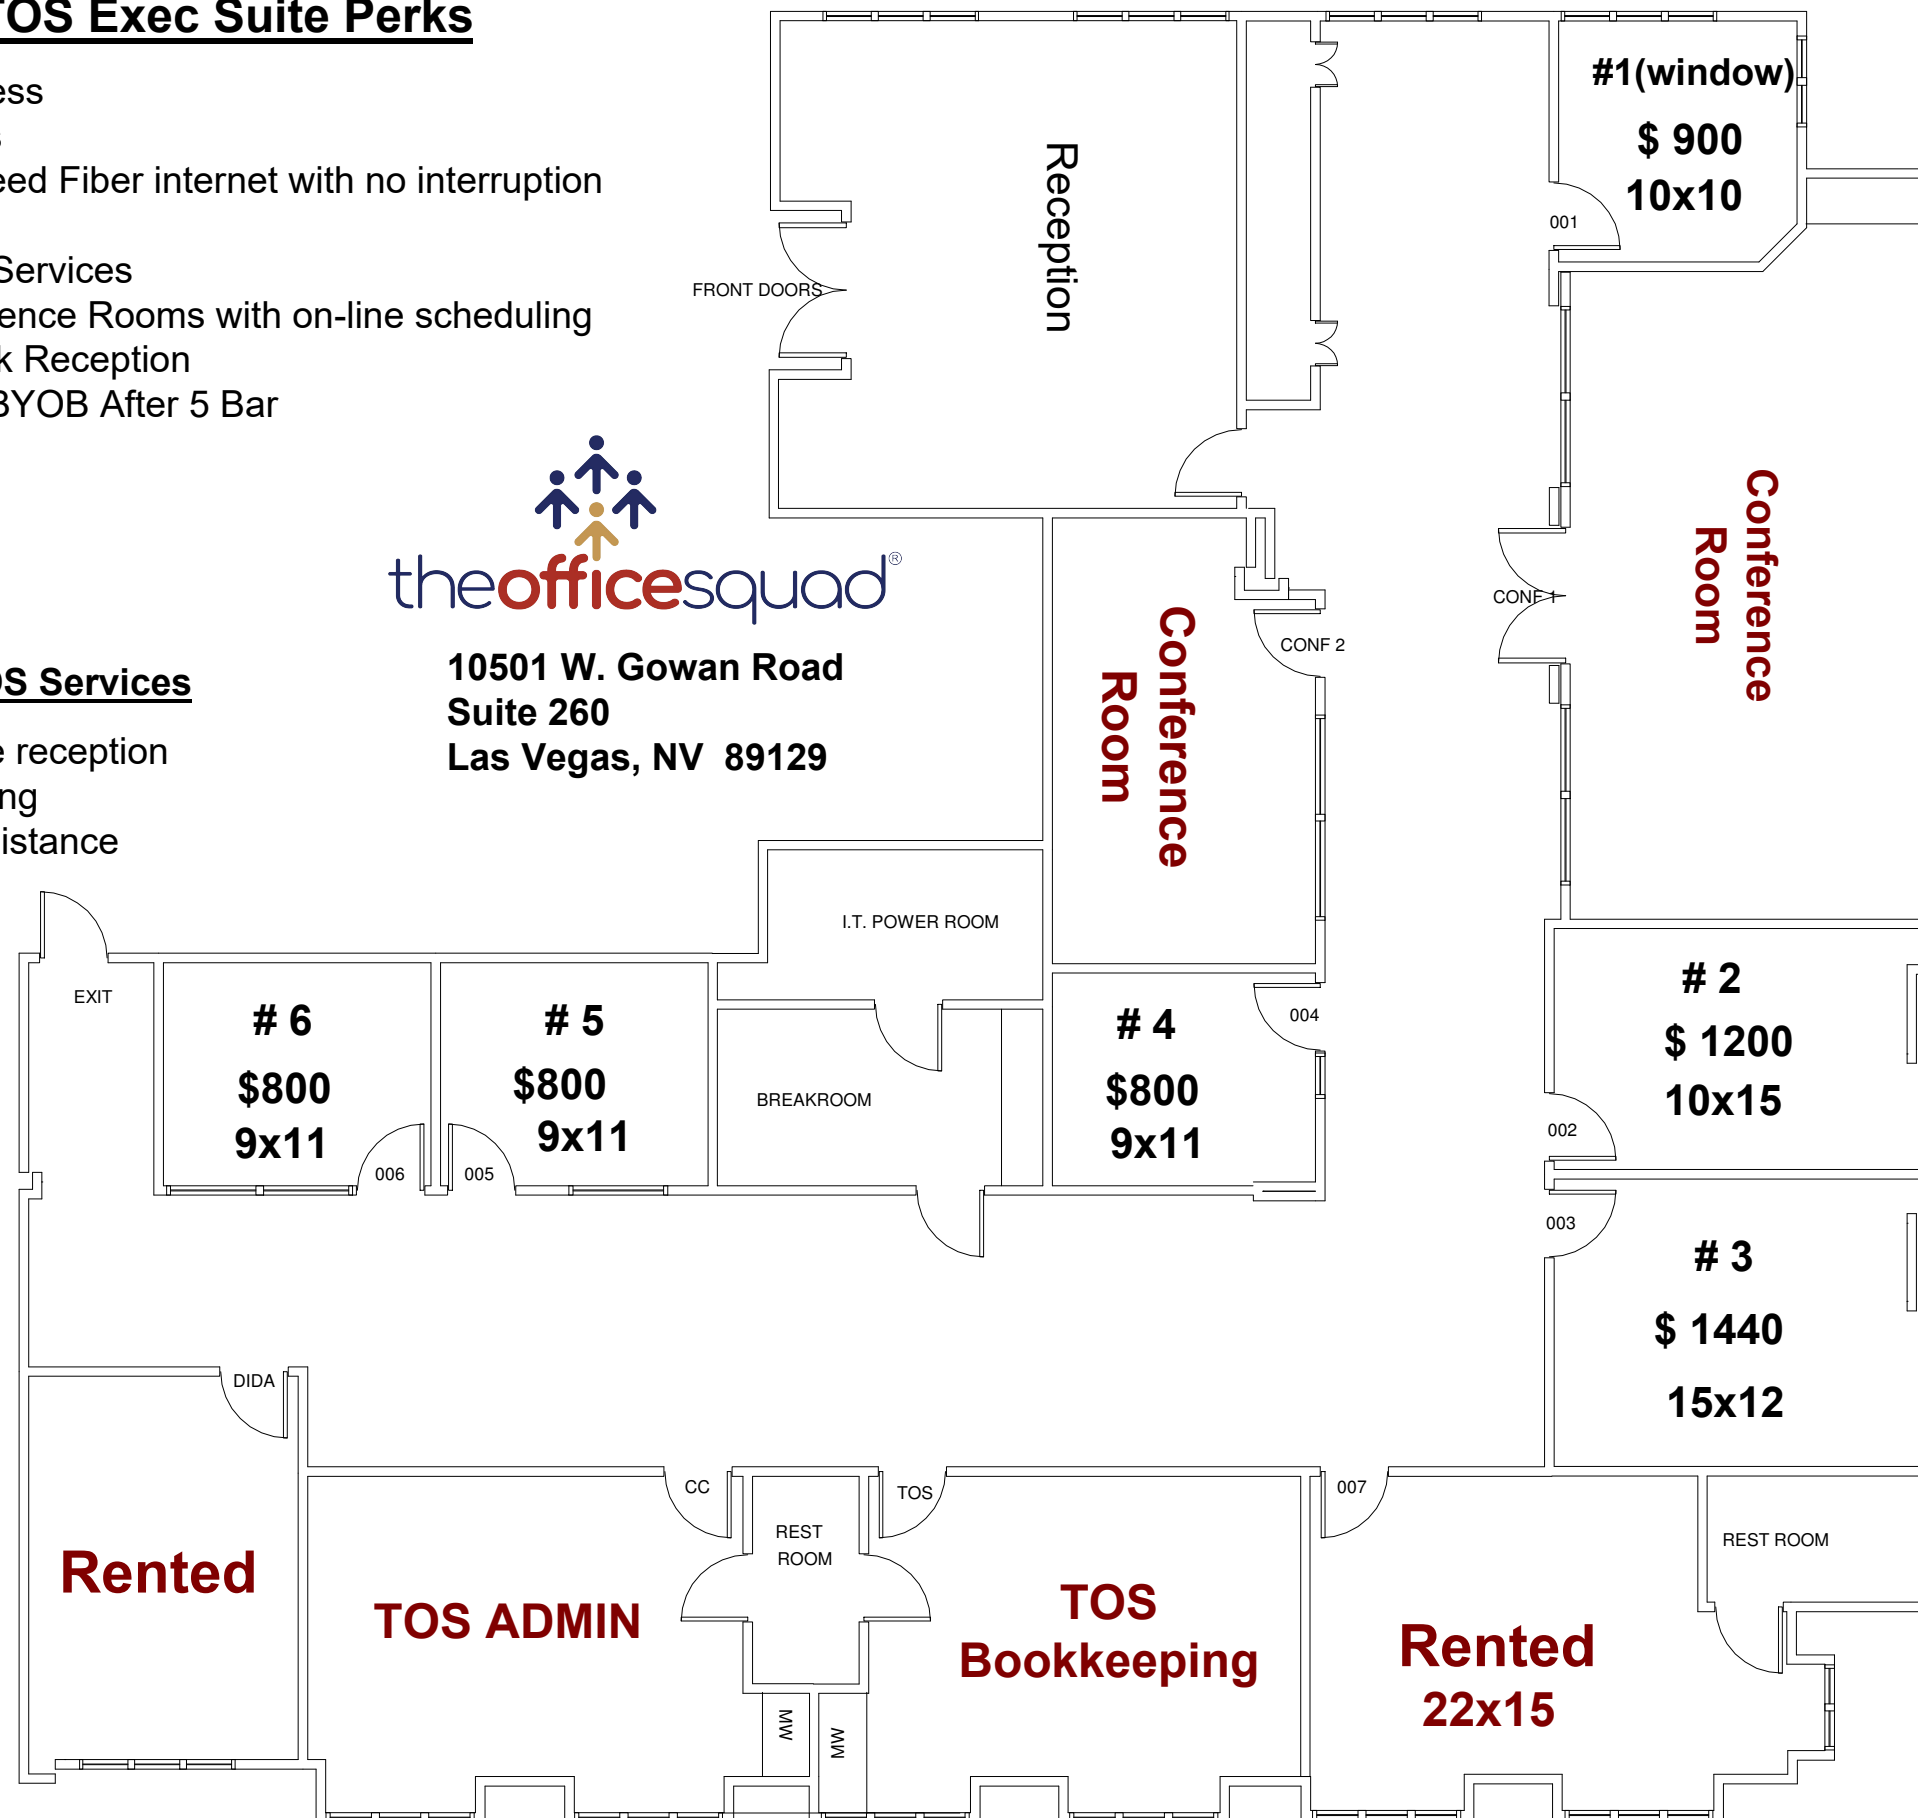 TOS Exec Suite Perks
eed Fiber internet with no interruption
Services
ence Rooms with on-line scheduling
k Reception
BYOB After 5 Bar
theofficesquad®
10501 W. Gowan Road
Suite 260
Las Vegas, NV 89129
OS Services
e reception
ng
istance
FRONT DOORS
Reception
#1(window)
$ 900
10x10
001
Conference
Room
CONF 1
Conference
Room
CONF 2
I.T. POWER ROOM
BREAKROOM
EXIT
# 6
$800
9x11
006
# 5
$800
9x11
005
# 4
$800
9x11
004
# 2
$ 1200
10x15
002
# 3
$ 1440
15x12
003
DIDA
Rented
CC
TOS ADMIN
REST
ROOM
MW
MW
TOS
TOS
Bookkeeping
007
Rented
22x15
REST ROOM